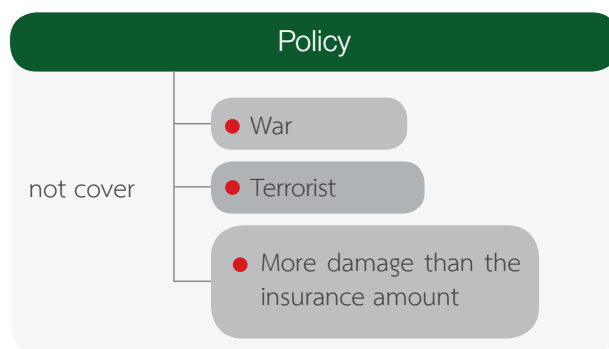 Policy
War
not cover
Terrorist
More damage than the
insurance amount